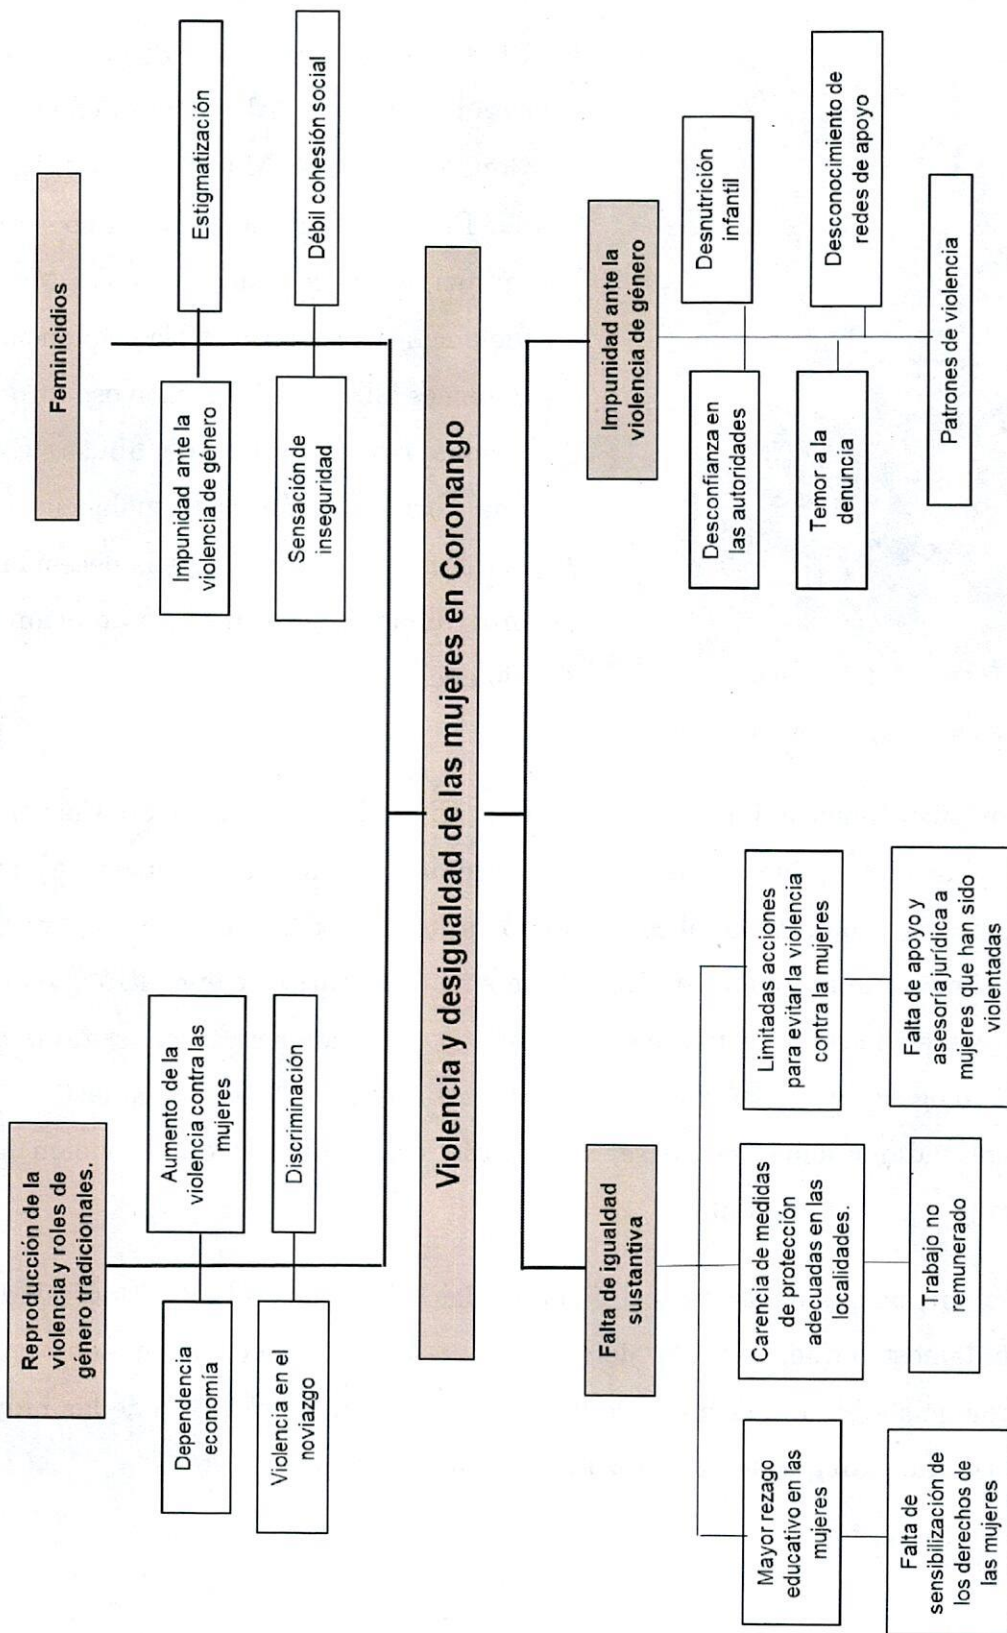 Reproducción de la
violencia y roles de
género tradicionales.
Dependencia
economía
Aumento de la
violencia contra las
mujeres
Violencia en el
noviazgo
Discriminación
Feminicidios
Impunidad ante la
violencia de género
Estigmatización
Sensación de
inseguridad
Débil cohesión social
Violencia y desigualdad de las mujeres en Coronango
Falta de igualdad
sustantiva
Mayor rezago
educativo en las
mujeres
Carencia de medidas
de protección
adecuadas en las
localidades.
Limitadas acciones
para evitar la violencia
contra la mujeres
Falta de
sensibilización de
los derechos de
las mujeres
Trabajo no
remunerado
Falta de apoyo y
asesoría jurídica a
mujeres que han sido
violentadas
Impunidad ante la
violencia de género
Desconfianza en
las autoridades
Desnutrición
infantil
Temor a la
denuncia
Desconocimiento de
redes de apoyo
Patrones de violencia